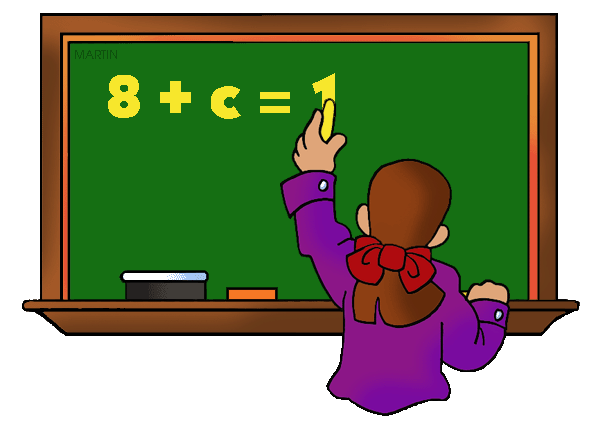 MARTIN
8 + c = 1